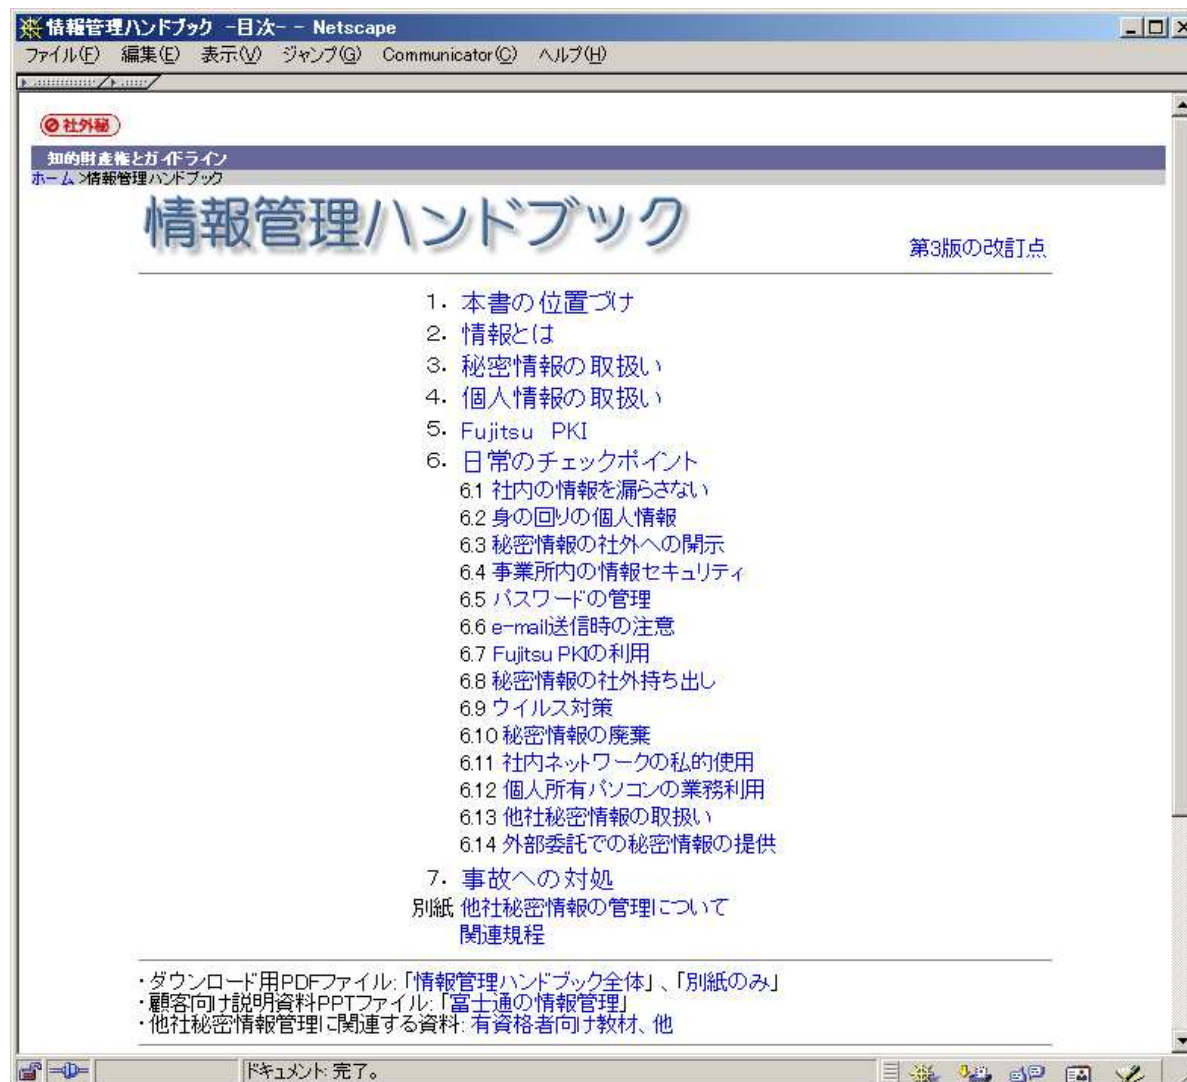 情報管理ハンドブック -目次- - Netscape
ファイル(F) 編集(E) 表示(V) ジャンプ(G) Communicator(C) ヘルプ(H)
社外秘
知的財産権とガイドライン
ホーム >情報管理ハンドブック
情報管理ハンドブック
第3版の改訂点
1. 本書の位置づけ
2. 情報とは
3. 秘密情報の取扱い
4. 個人情報の取扱い
5. Fujitsu PKI
6. 日常のチェックポイント
6.1 社内の情報を漏らさない
6.2 身の回りの個人情報
6.3 秘密情報の社外への開示
6.4 事業所内の情報セキュリティ
6.5 パスワードの管理
6.6 e-mail送信時の注意
6.7 Fujitsu PKIの利用
6.8 秘密情報の社外持ち出し
6.9 ウイルス対策
6.10 秘密情報の廃棄
6.11 社内ネットワークの私的使用
6.12 個人所有パソコンの業務利用
6.13 他社秘密情報の取扱い
6.14 外部委託での秘密情報の提供
7. 事故への対処
別紙 他社秘密情報の管理について
関連規程
・ダウンロード用PDFファイル:「情報管理ハンドブック全体」、「別紙のみ」
・顧客向け説明資料PPTファイル:「富士通の情報管理」
・他社秘密情報管理に関連する資料: 有資格者向け教材、他
ドキュメント: 完了。